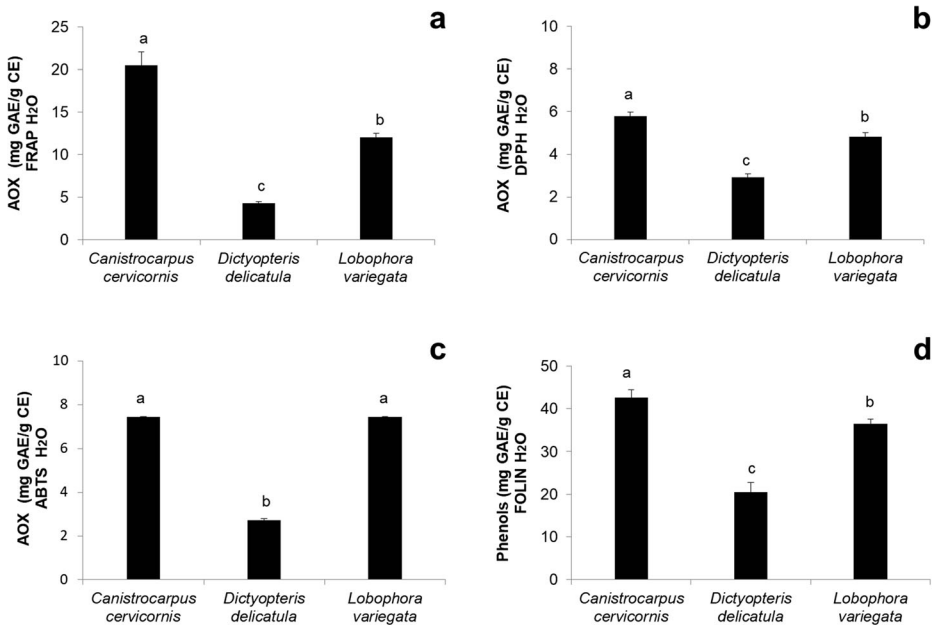 a
25
20
15
10
5
0
AOX (mg GAE/g CE)
FRAP H2O
a
c
b
Canistrocarpus
cervicornis
Dictyopteris
delicatula
Lobophora
variegata
b
10
8
6
4
2
0
AOX (mg GAE/g CE)
DPPH H2O
a
c
b
Canistrocarpus
cervicornis
Dictyopteris
delicatula
Lobophora
variegata
c
10
8
6
4
2
0
AOX (mg GAE/g CE)
ABTS H2O
a
b
a
Canistrocarpus
cervicornis
Dictyopteris
delicatula
Lobophora
variegata
d
50
40
30
20
10
0
Phenols (mg GAE/g CE)
FOLIN H2O
a
c
b
Canistrocarpus
cervicornis
Dictyopteris
delicatula
Lobophora
variegata